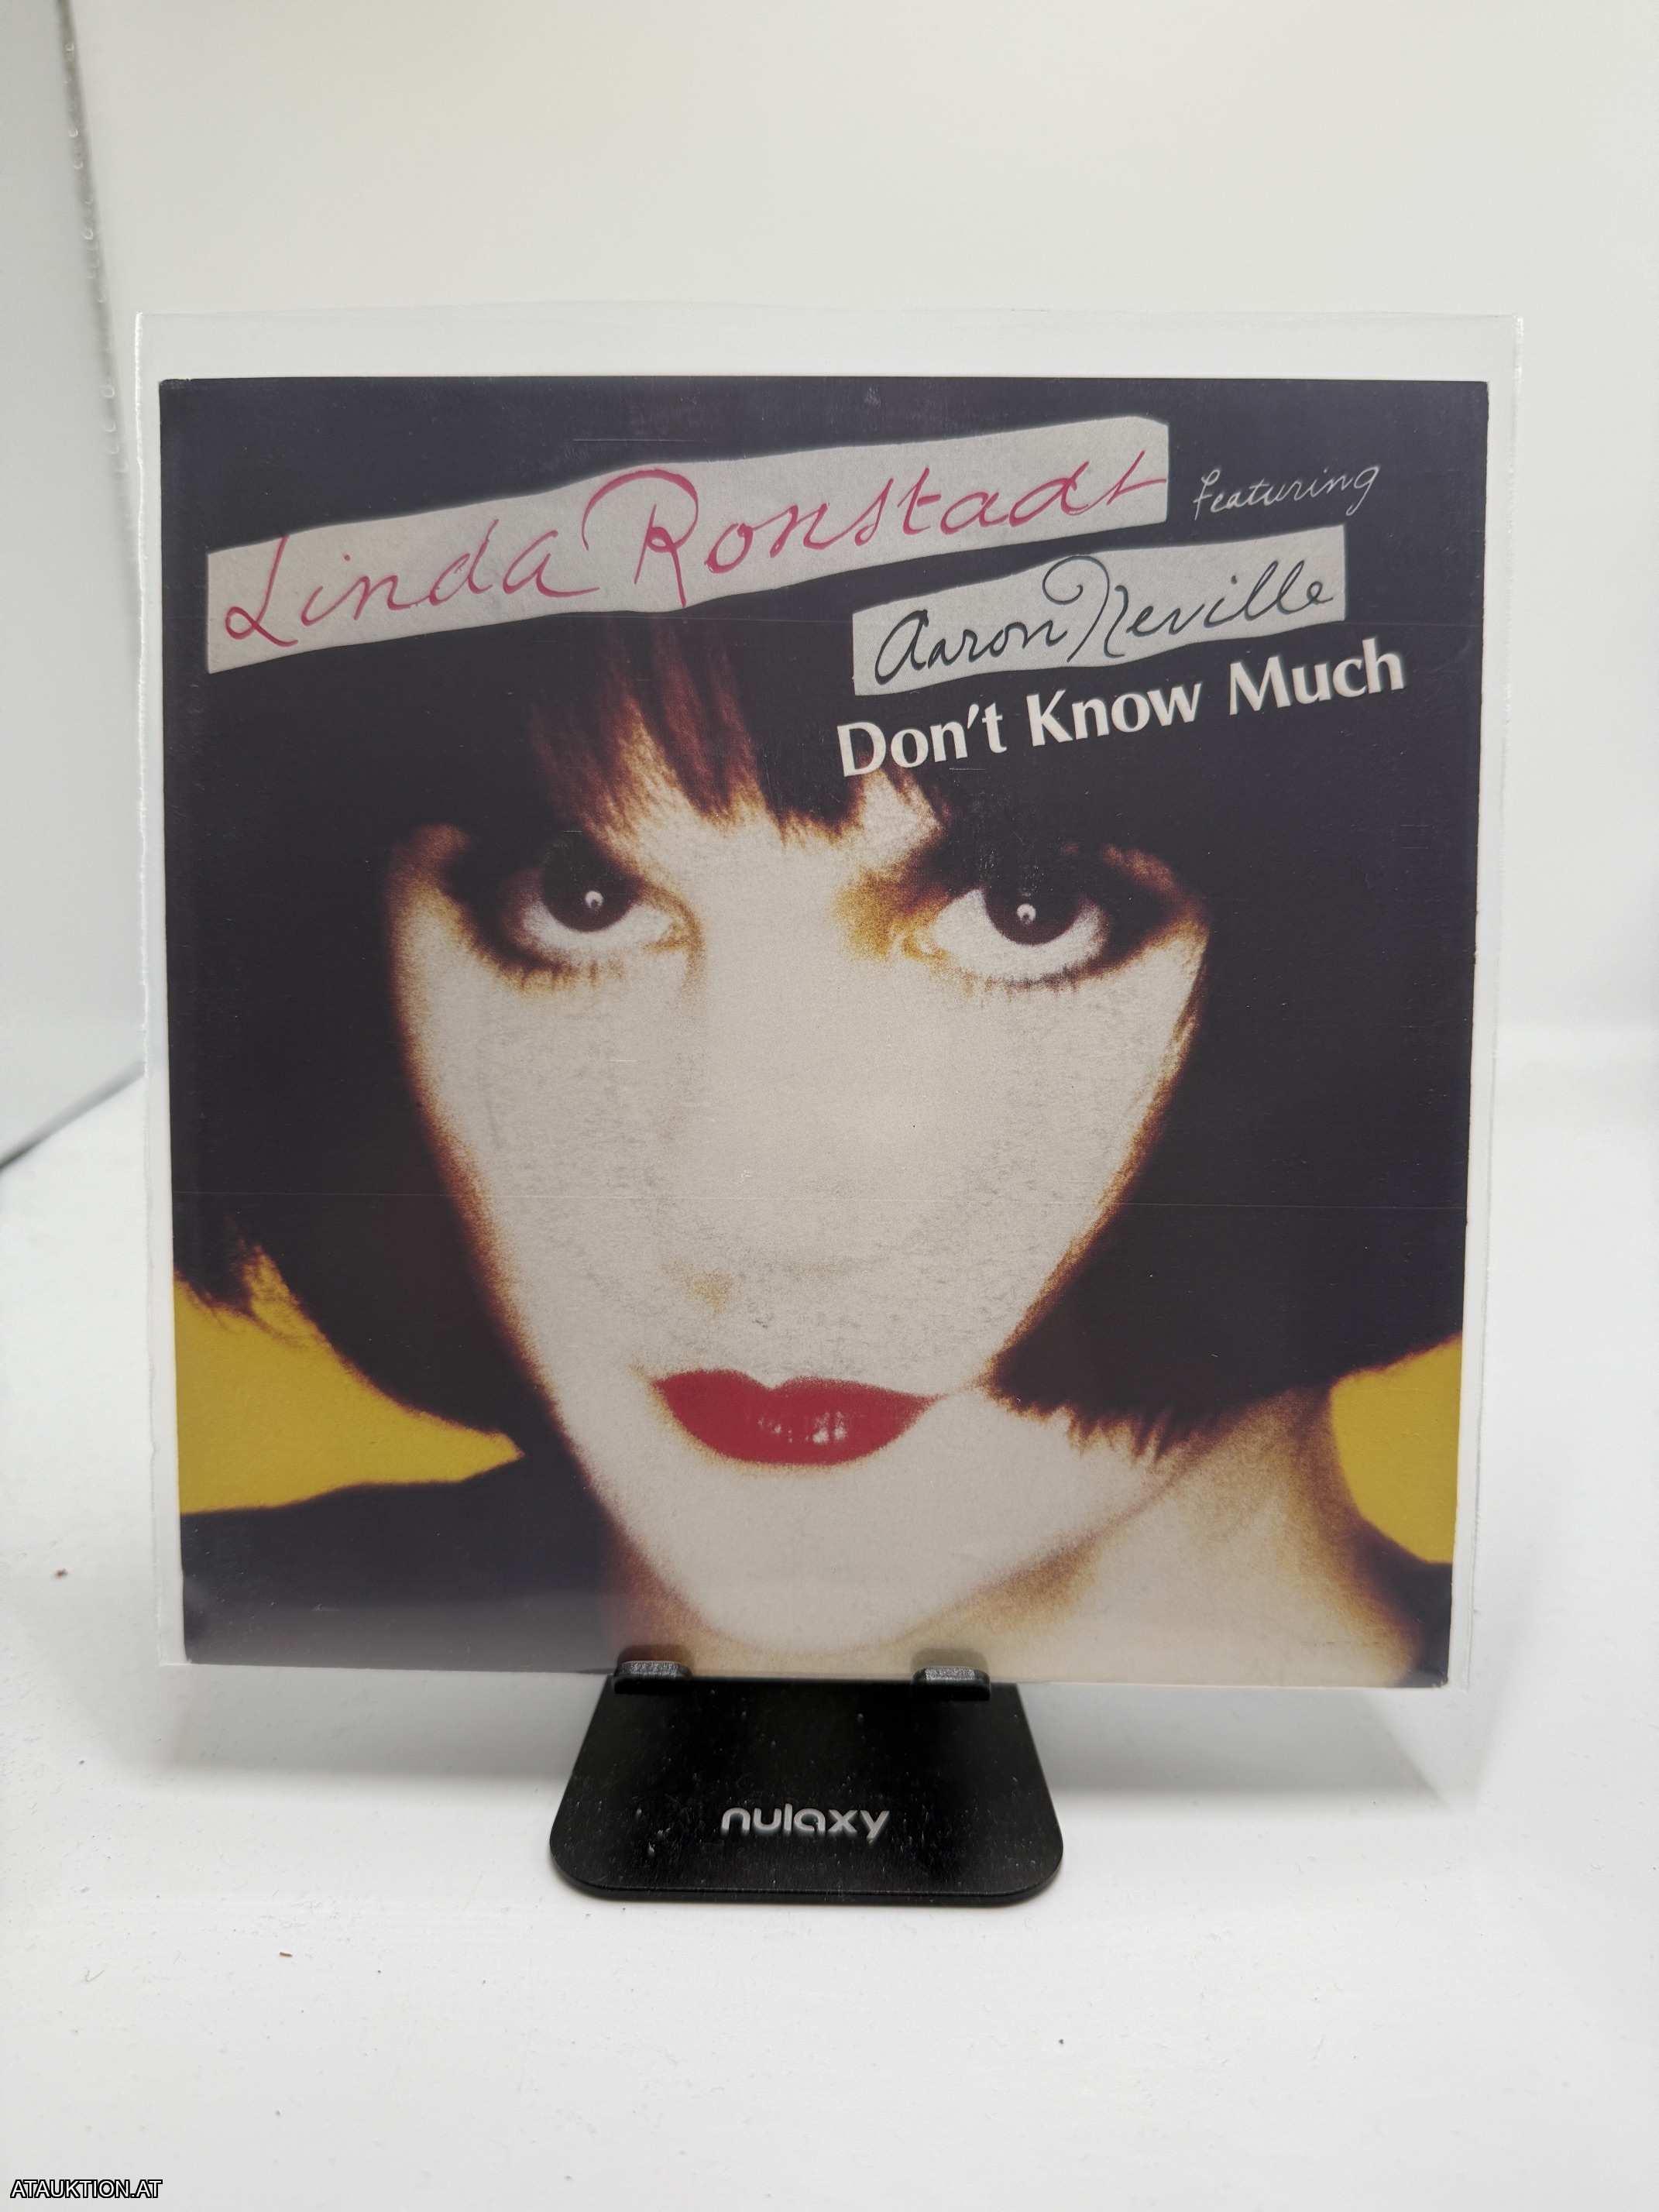 Linda Ronstadt featuring
Aaron Neville
Don't Know Much
nulaxy
ATAUKTION.AT